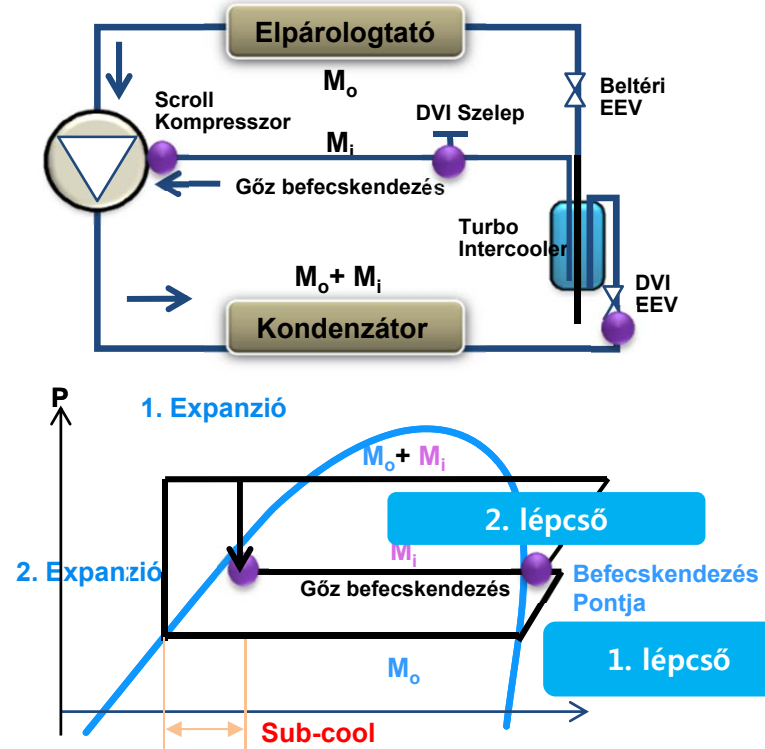 Elpárologtató
Mo
Scroll
Kompresszor
DVI Szelep
Beltéri
EEV
Mi
Gőz befecskendezés
Turbo
Intercooler
Mo+ Mi
DVI
EEV
Kondenzátor
P
1. Expanzió
Mo+ Mi
2. lépcső
Mi
2. Expanzió
Gőz befecskendezés
Befecskendezés
Pontja
Mo
1. lépcső
Sub-cool